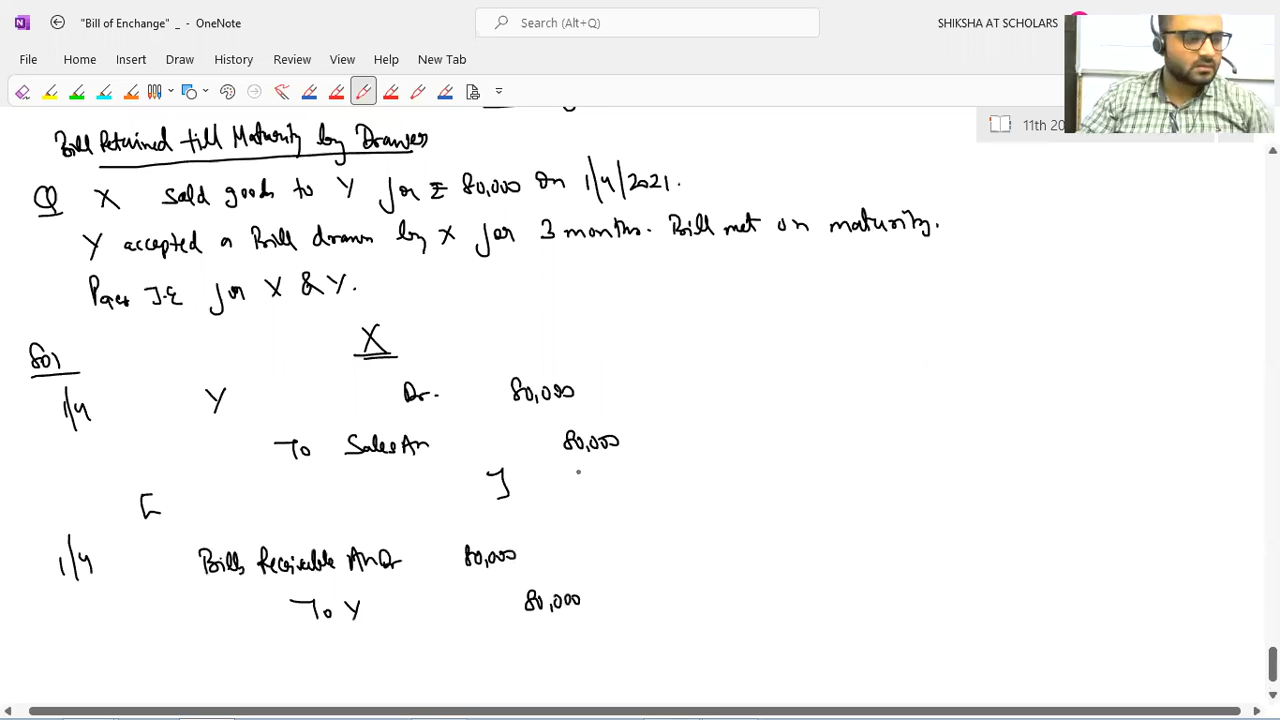 "Bill of Exchange" _ - OneNote
Search (Alt+Q)
SHIKSHA AT SCHOLARS
File Home Insert Draw History Review View Help New Tab
11th 20
Bill Retained till Maturity by Drawer
Q X Sold goods to Y for ₹ 80,000 on 1/4/2021.
Y accepted a Bill drawn by X for 3 months. Bill met on maturity.
Pass J.E for X & Y.
X
Sol
1/4 Y Dr. 80,000
To Sales A/c 80,000
[ ]
1/4 Bills Receivable A/c Dr 80,000
To Y 80,000